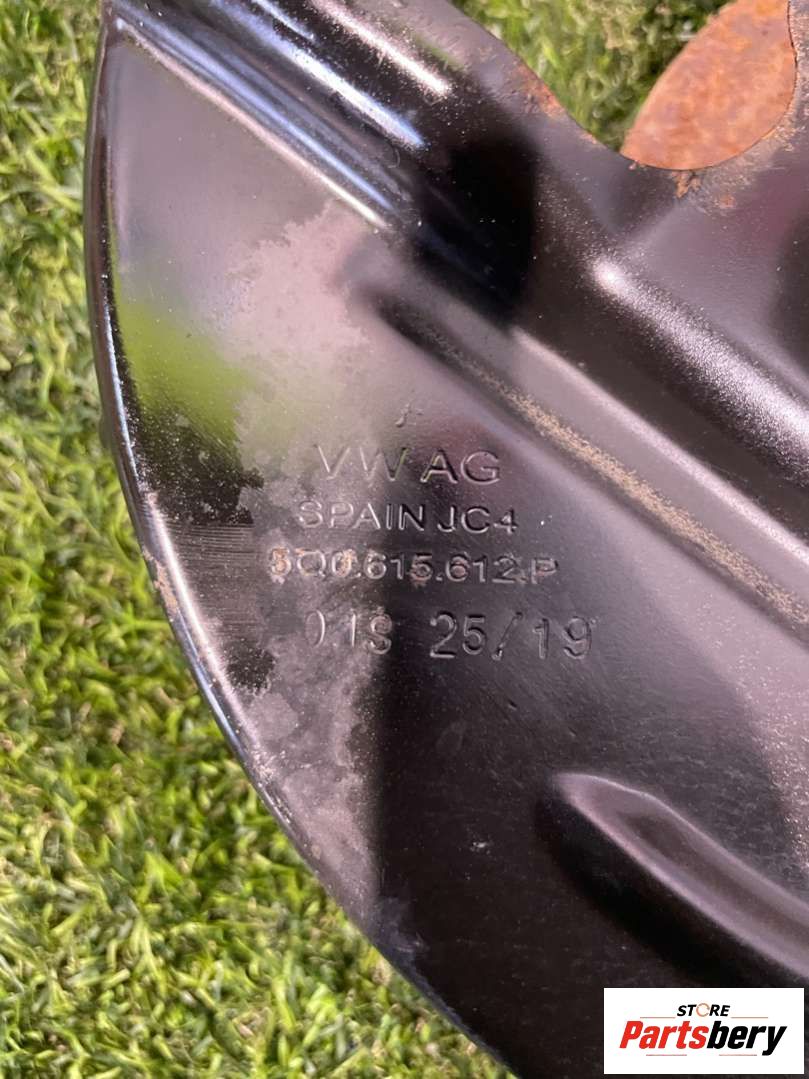 VW AG
SPAIN JC4
5Q0.615.612.P
01S 25/19
STORE
Partsbery